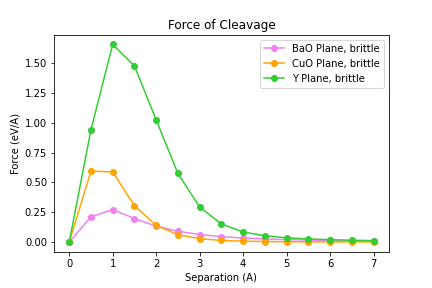 Force of Cleavage
BaO Plane, brittle
CuO Plane, brittle
Y Plane, brittle
Force (eV/A)
1.50
1.25
1.00
0.75
0.50
0.25
0.00
0 1 2 3 4 5 6 7
Separation (A)